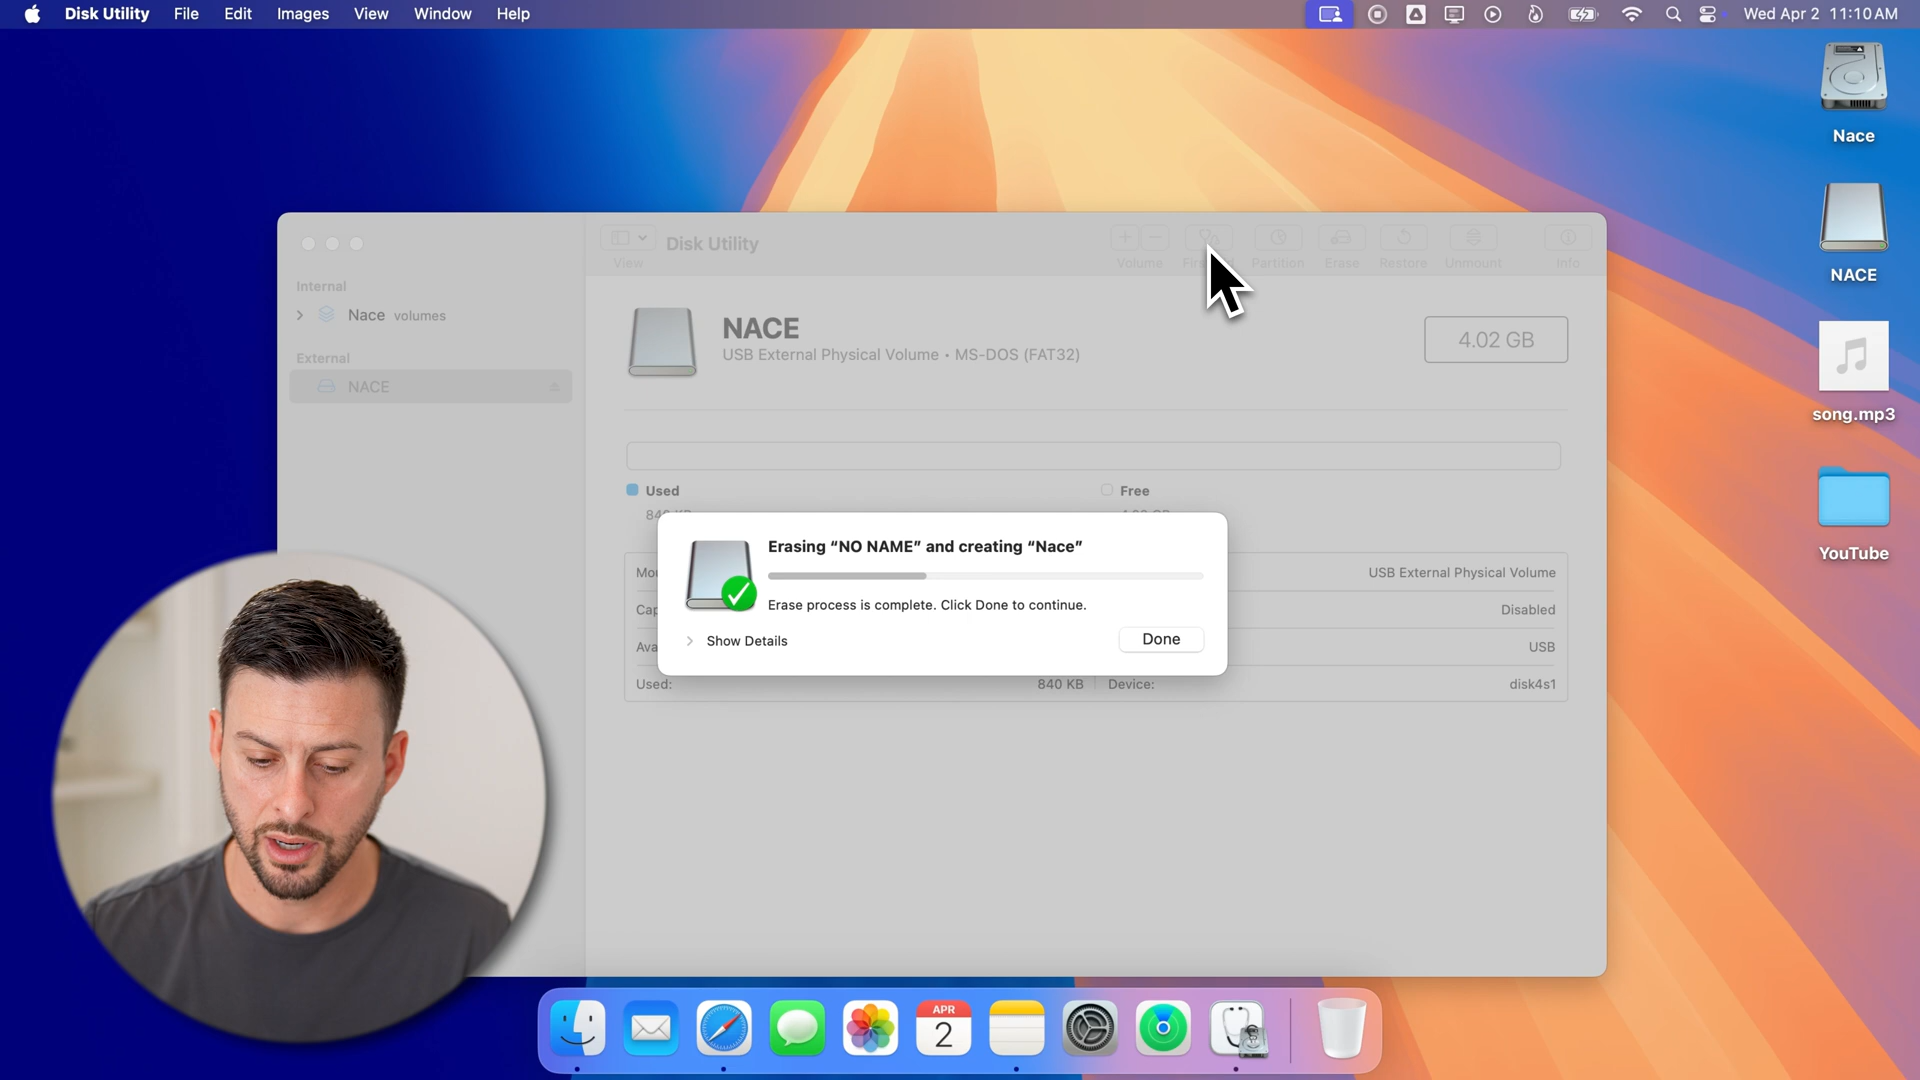 Disk Utility File Edit Images View Window Help Wed Apr 2 11:10 AM
Nace
NACE
song.mp3
YouTube
View
Disk Utility
Volume
Partition Erase Restore Unmount Info
Internal
Nace volumes
External
NACE
NACE
USB External Physical Volume • MS-DOS (FAT32)
4.02 GB
Used
Free
Erasing “NO NAME” and creating “Nace”
Erase process is complete. Click Done to continue.
Show Details
Done
USB External Physical Volume
Disabled
USB
Used: 840 KB
Device: disk4s1
APR
2